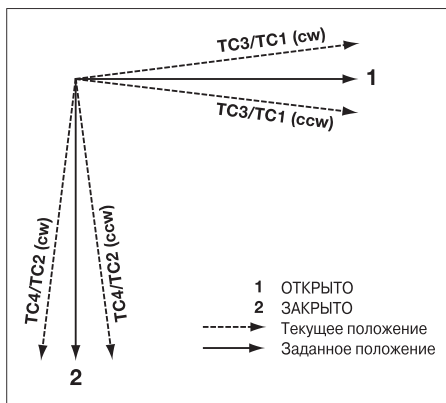 TC3/TC1 (cw)
1
TC3/TC1 (ccw)
TC4/TC2 (cw)
TC4/TC2 (ccw)
2
1 ОТКРЫТО
2 ЗАКРЫТО
Текущее положение
Заданное положение